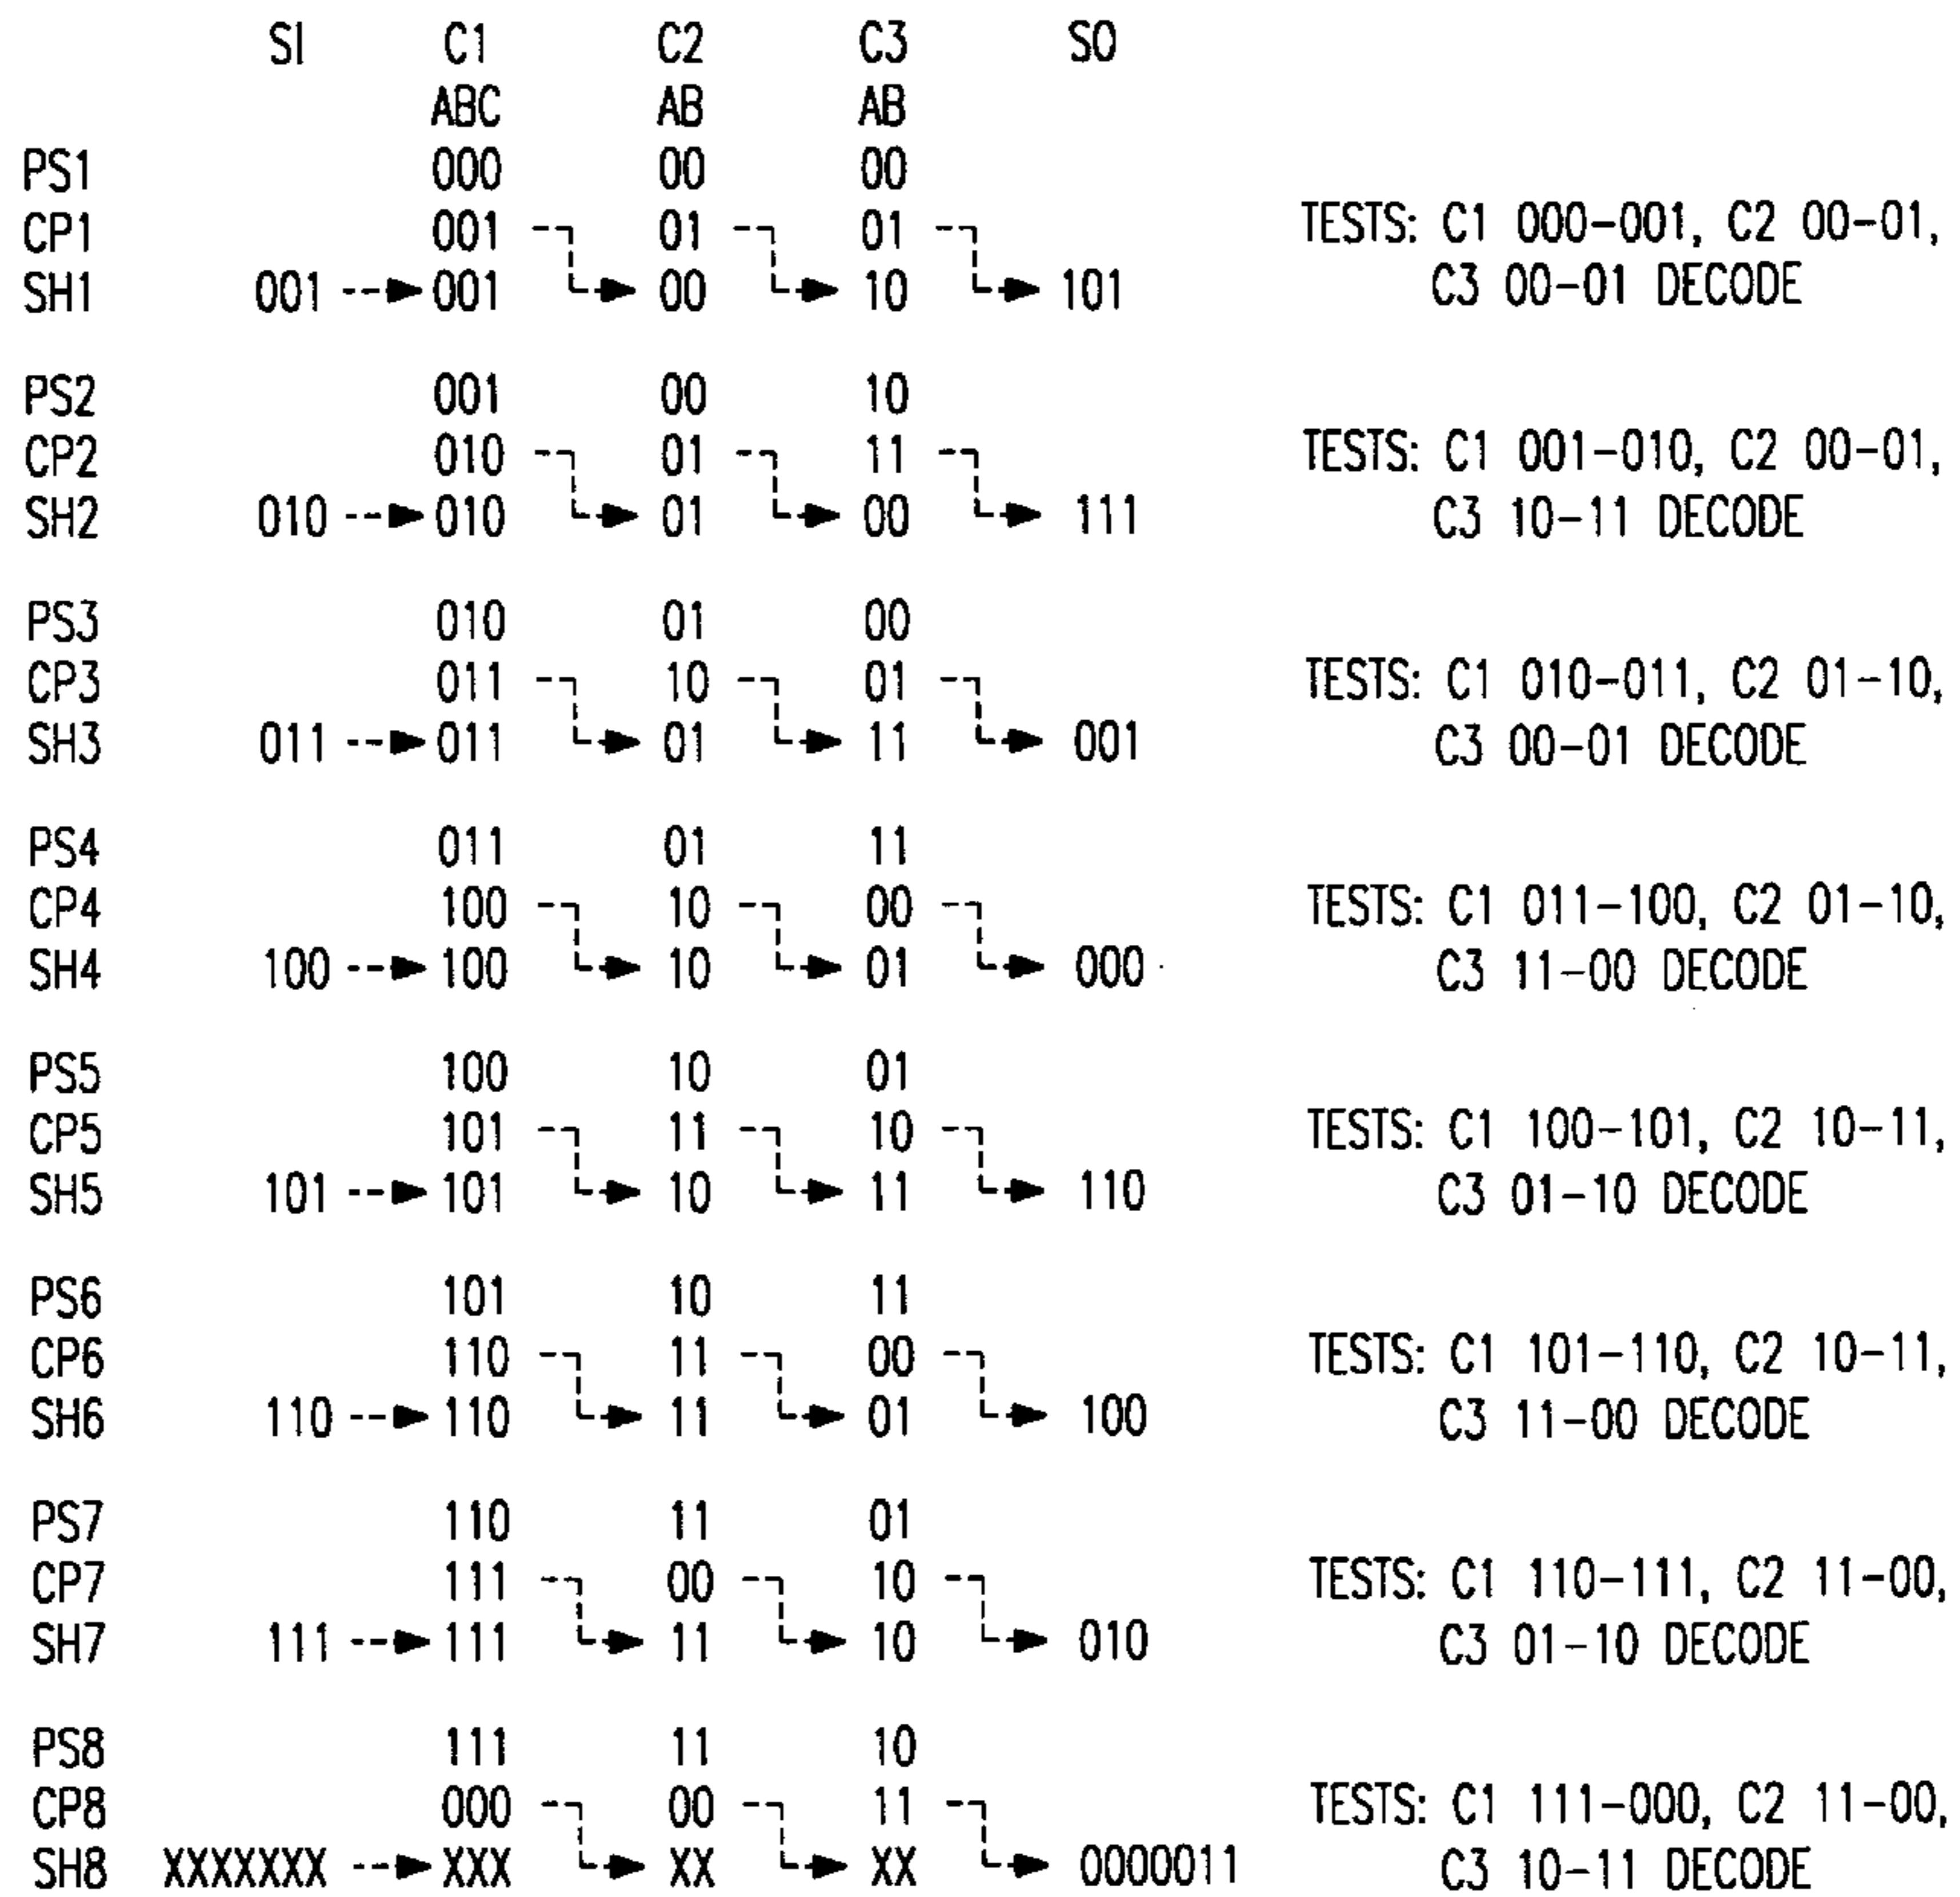 SI C1 C2 C3 SO
ABC AB AB
PS1 000 00 00
CP1 001 01 01 TESTS: C1 000-001, C2 00-01,
SH1 001 001 00 10 101 C3 00-01 DECODE
PS2 001 00 10
CP2 010 01 11 TESTS: C1 001-010, C2 00-01,
SH2 010 010 01 00 111 C3 10-11 DECODE
PS3 010 01 00
CP3 011 10 01 TESTS: C1 010-011, C2 01-10,
SH3 011 011 01 11 001 C3 00-01 DECODE
PS4 011 01 11
CP4 100 10 00 TESTS: C1 011-100, C2 01-10,
SH4 100 100 10 01 000 C3 11-00 DECODE
PS5 100 10 01
CP5 101 11 10 TESTS: C1 100-101, C2 10-11,
SH5 101 101 10 11 110 C3 01-10 DECODE
PS6 101 10 11
CP6 110 11 00 TESTS: C1 101-110, C2 10-11,
SH6 110 110 11 01 100 C3 11-00 DECODE
PS7 110 11 01
CP7 111 00 10 TESTS: C1 110-111, C2 11-00,
SH7 111 111 11 10 010 C3 01-10 DECODE
PS8 111 11 10
CP8 000 00 11 TESTS: C1 111-000, C2 11-00,
SH8 XXXXXXX XXX XX XX 0000011 C3 10-11 DECODE